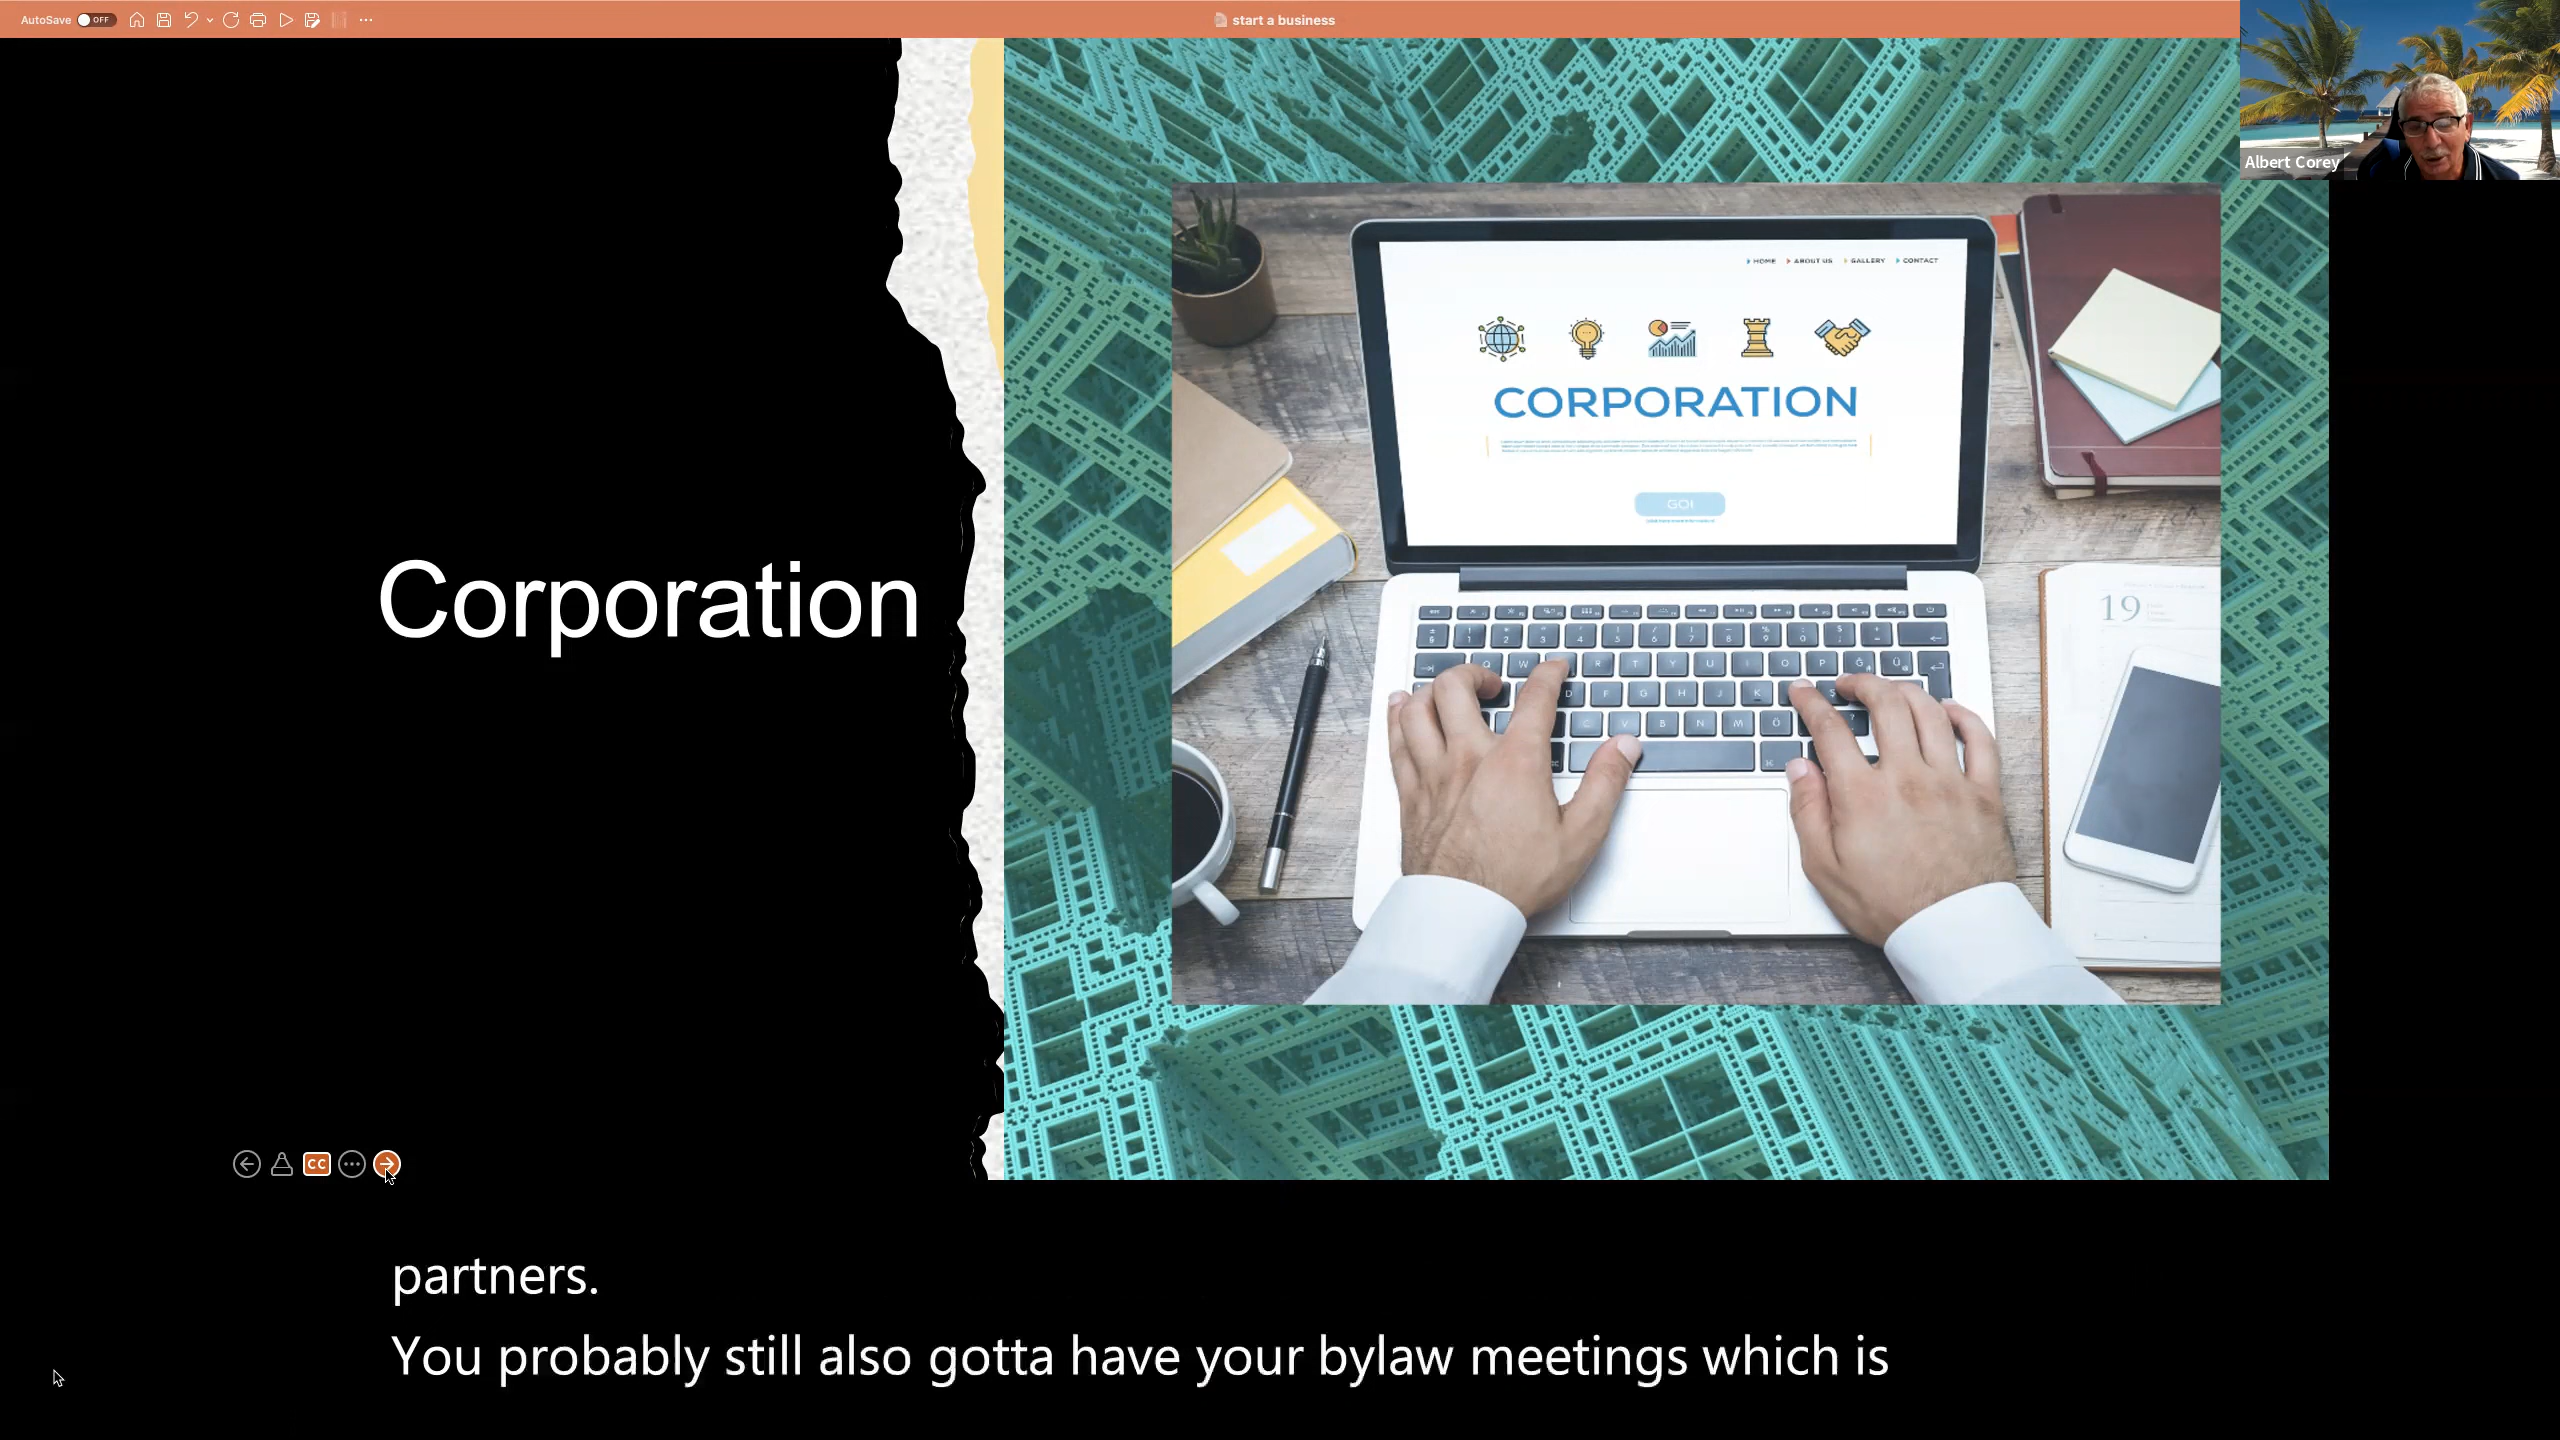 AutoSave OFF
start a business
Albert Corey
HOME ABOUT US GALLERY CONTACT
CORPORATION
GO!
Corporation
19
CC
partners.
You probably still also gotta have your bylaw meetings which is